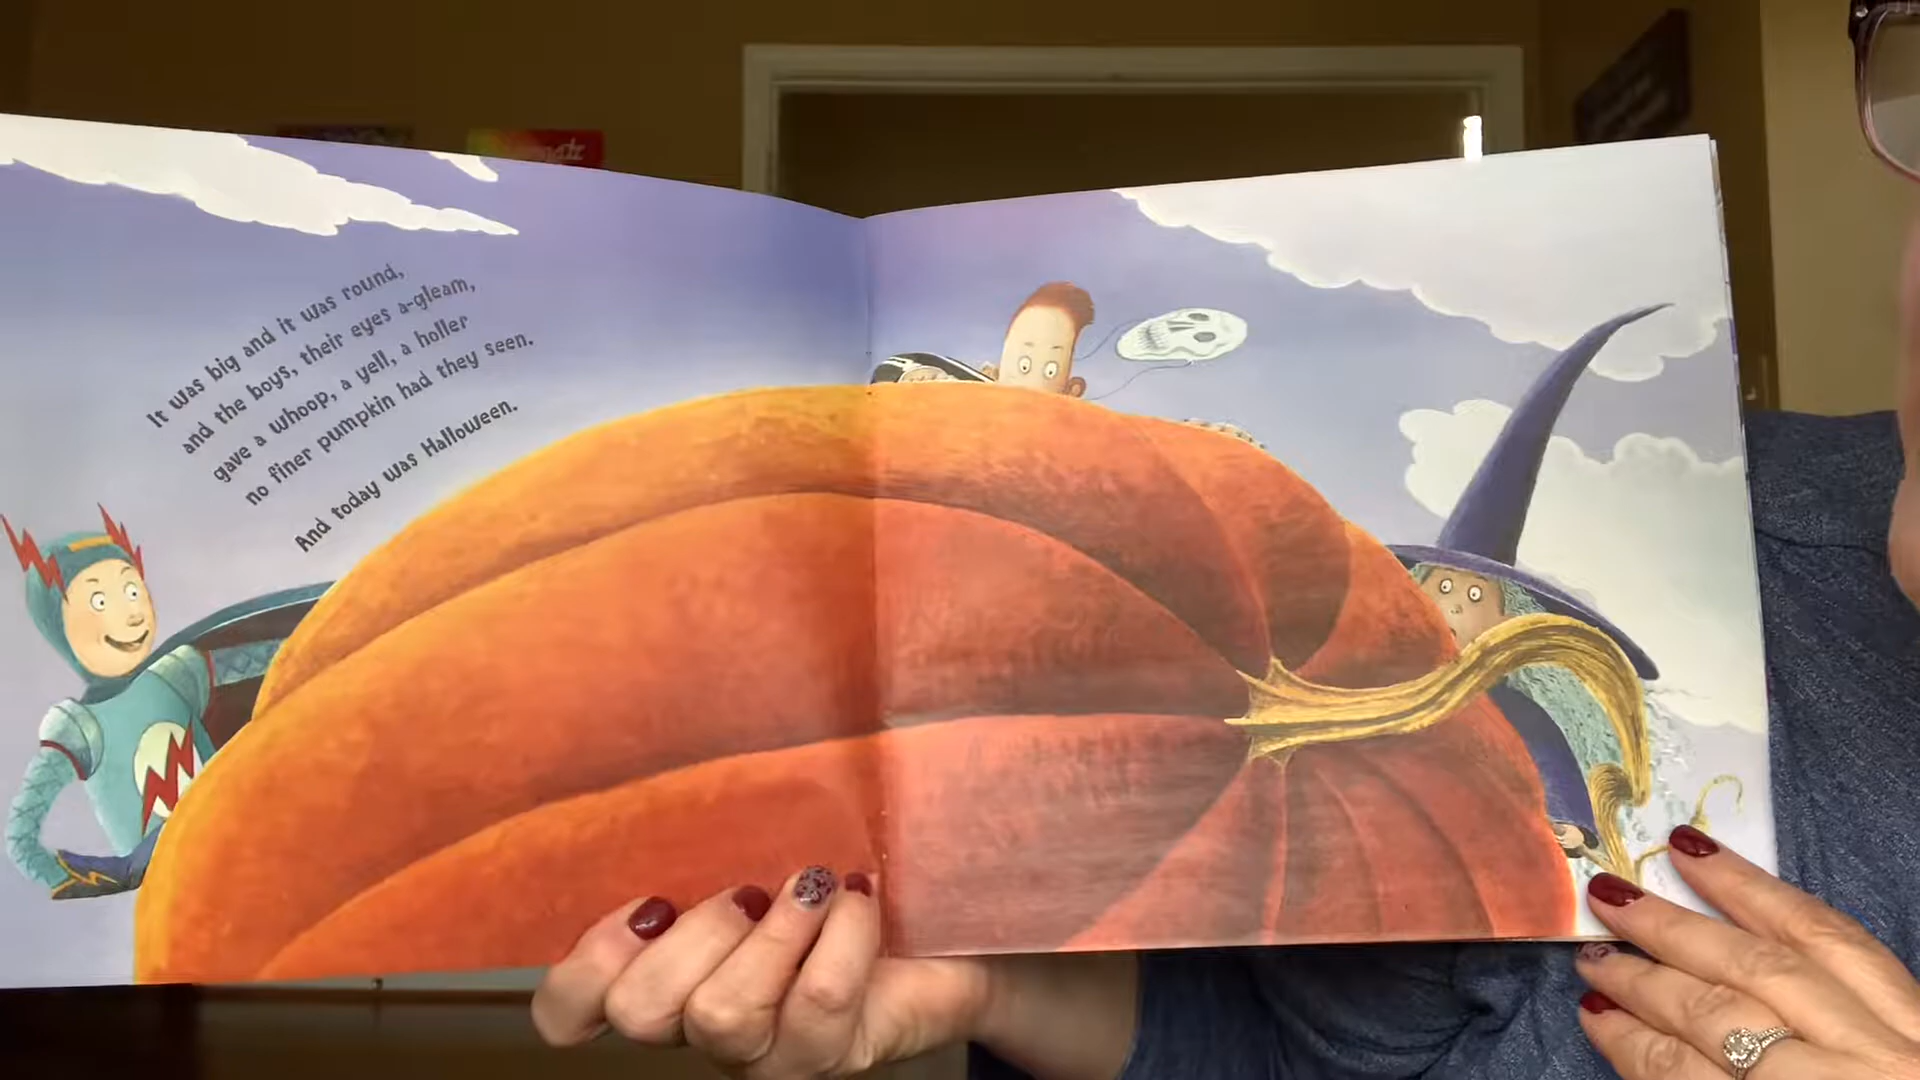 It was big and it was round,
and the boys, their eyes a-gleam,
gave a whoop, a yell, a holler
no finer pumpkin had they seen.
And today was Halloween.